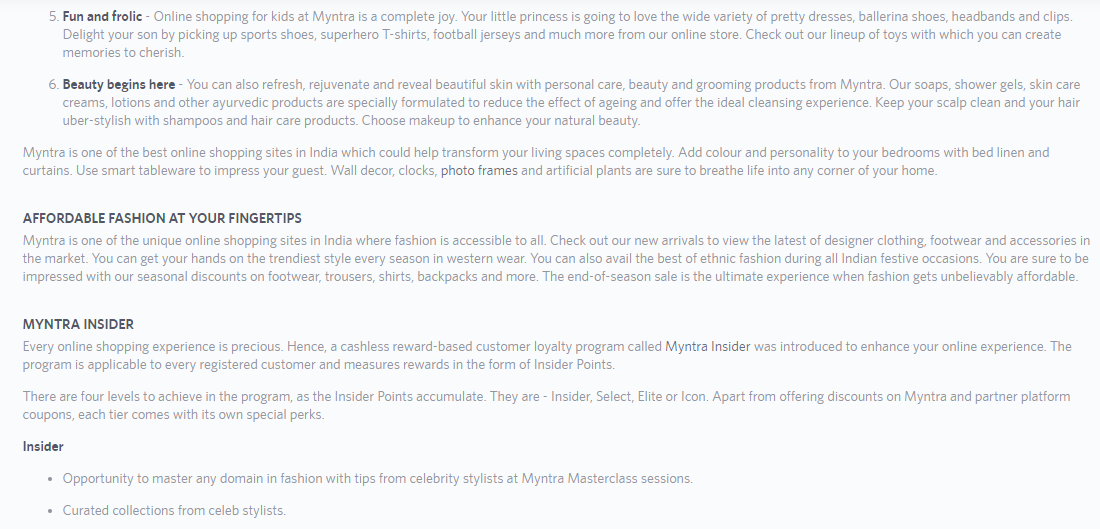 5. Fun and frolic - Online shopping for kids at Myntra is a complete joy. Your little princess is going to love the wide variety of pretty dresses, ballerina shoes, headbands and clips.
Delight your son by picking up sports shoes, superhero T-shirts, football jerseys and much more from our online store. Check out our lineup of toys with which you can create
memories to cherish.
6. Beauty begins here - You can also refresh, rejuvenate and reveal beautiful skin with personal care, beauty and grooming products from Myntra. Our soaps, shower gels, skin care
creams, lotions and other ayurvedic products are specially formulated to reduce the effect of ageing and offer the ideal cleansing experience. Keep your scalp clean and your hair
uber-stylish with shampoos and hair care products. Choose makeup to enhance your natural beauty.
Myntra is one of the best online shopping sites in India which could help transform your living spaces completely. Add colour and personality to your bedrooms with bed linen and
curtains. Use smart tableware to impress your guest. Wall decor, clocks, photo frames and artificial plants are sure to breathe life into any corner of your home.
AFFORDABLE FASHION AT YOUR FINGERTIPS
Myntra is one of the unique online shopping sites in India where fashion is accessible to all. Check out our new arrivals to view the latest of designer clothing, footwear and accessories in
the market. You can get your hands on the trendiest style every season in western wear. You can also avail the best of ethnic fashion during all Indian festive occasions. You are sure to be
impressed with our seasonal discounts on footwear, trousers, shirts, backpacks and more. The end-of-season sale is the ultimate experience when fashion gets unbelievably affordable.
MYNTRA INSIDER
Every online shopping experience is precious. Hence, a cashless reward-based customer loyalty program called Myntra Insider was introduced to enhance your online experience. The
program is applicable to every registered customer and measures rewards in the form of Insider Points.
There are four levels to achieve in the program, as the Insider Points accumulate. They are - Insider, Select, Elite or Icon. Apart from offering discounts on Myntra and partner platform
coupons, each tier comes with its own special perks.
Insider
• Opportunity to master any domain in fashion with tips from celebrity stylists at Myntra Masterclass sessions.
• Curated collections from celeb stylists.